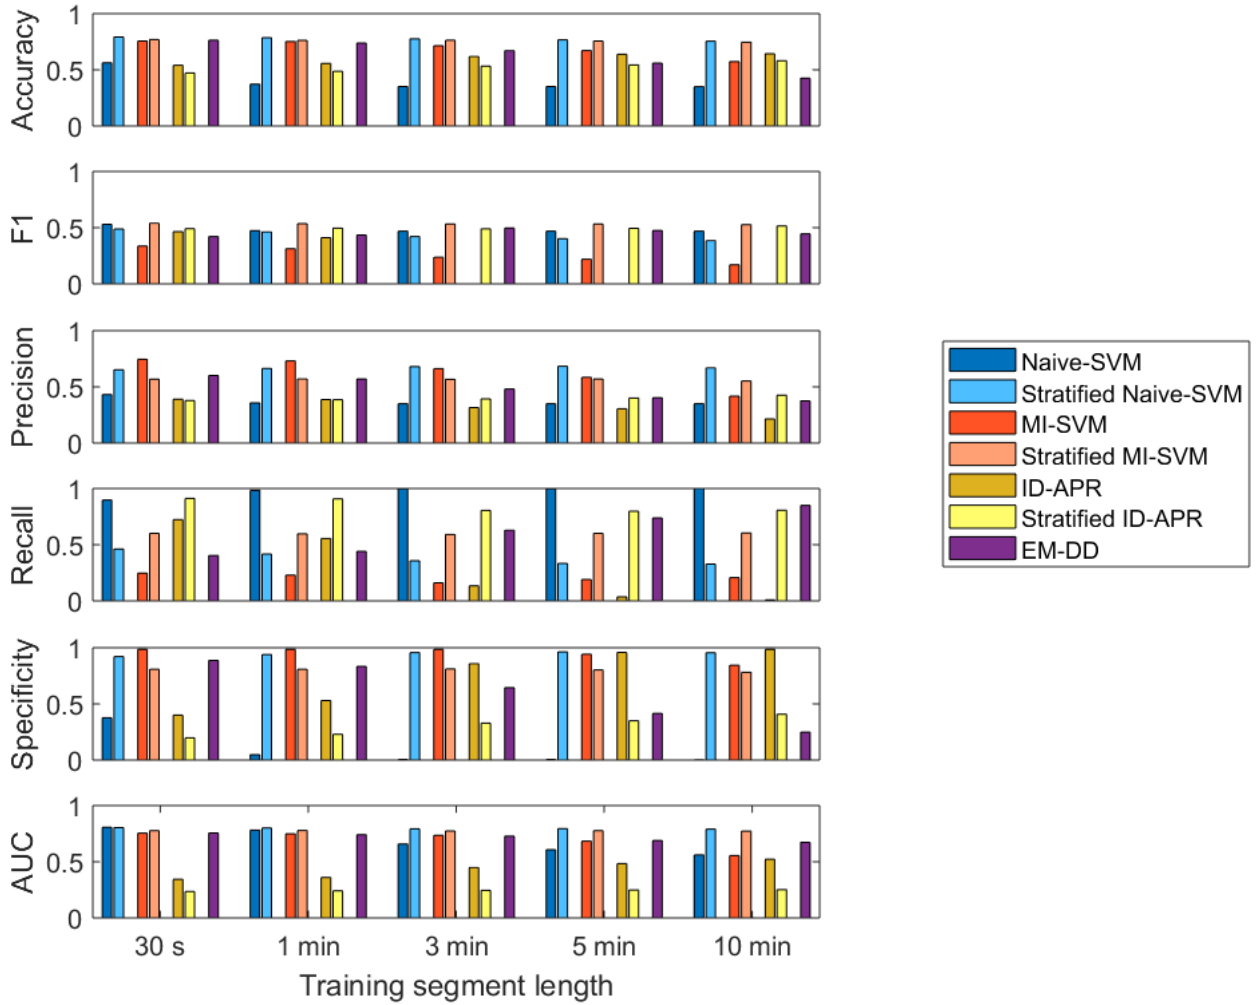 Accuracy
1
0.5
0
F1
1
0.5
0
Precision
1
0.5
0
Recall
1
0.5
0
Specificity
1
0.5
0
AUC
1
0.5
0
30 s
1 min
3 min
5 min
10 min
Training segment length
Naive-SVM
Stratified Naive-SVM
MI-SVM
Stratified MI-SVM
ID-APR
Stratified ID-APR
EM-DD